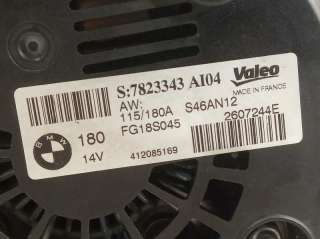 S:7823343 AI04 Valeo
MADE IN FRANCE
AW:
115/180A S46AN12
FG18S045 2607244E
BMW 180
14V 412085169